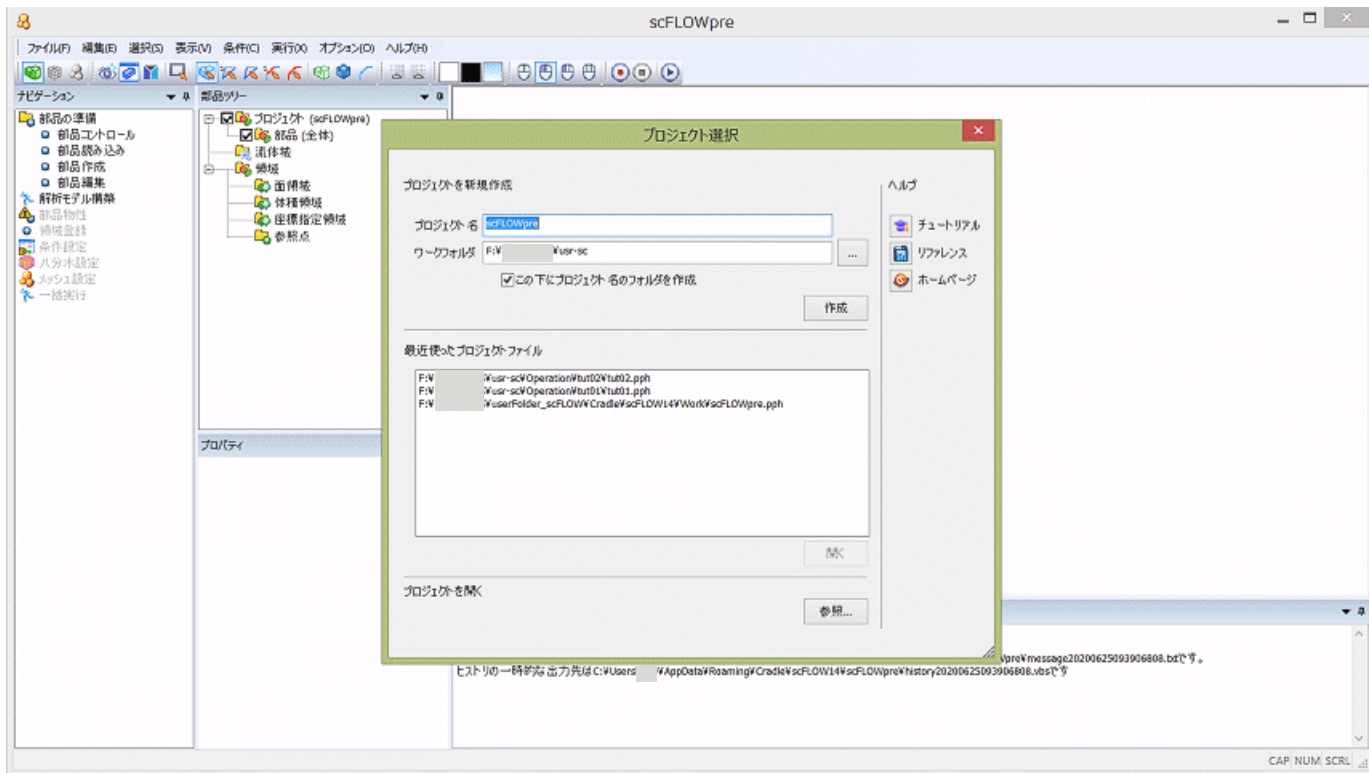 scFLOWpre
ファイル(F) 編集(E) 選択(S) 表示(V) 条件(C) 実行(X) オプション(O) ヘルプ(H)
ナビゲーション
部品の準備
部品コントロール
部品読み込み
部品作成
部品編集
解析モデル構築
部品物性
領域登録
条件設定
八分木設定
メッシュ設定
一括実行
部品ツリー
プロジェクト (scFLOWpre)
部品 (全体)
流体域
領域
面領域
体積領域
座標指定領域
参照点
プロパティ
プロジェクト選択
プロジェクトを新規作成
プロジェクト名 scFLOWpre
ワークフォルダ F:¥ ¥usr-sc ...
この下にプロジェクト名のフォルダを作成
作成
最近使ったプロジェクトファイル
F:¥ ¥usr-sc¥Operation¥tut02¥tut02.pph
F:¥ ¥usr-sc¥Operation¥tut01¥tut01.pph
F:¥ ¥userFolder_scFLOW¥Cradle¥scFLOW14¥Work¥scFLOWpre.pph
開く
プロジェクトを開く
参照...
ヘルプ
チュートリアル
リファレンス
ホームページ
Wpre¥message20200625093906808.txtです。
ヒストリの一時的な出力先はC:¥Users ¥AppData¥Roaming¥Cradle¥scFLOW14¥scFLOWpre¥history20200625093906808.vbsです
CAP NUM SCRL